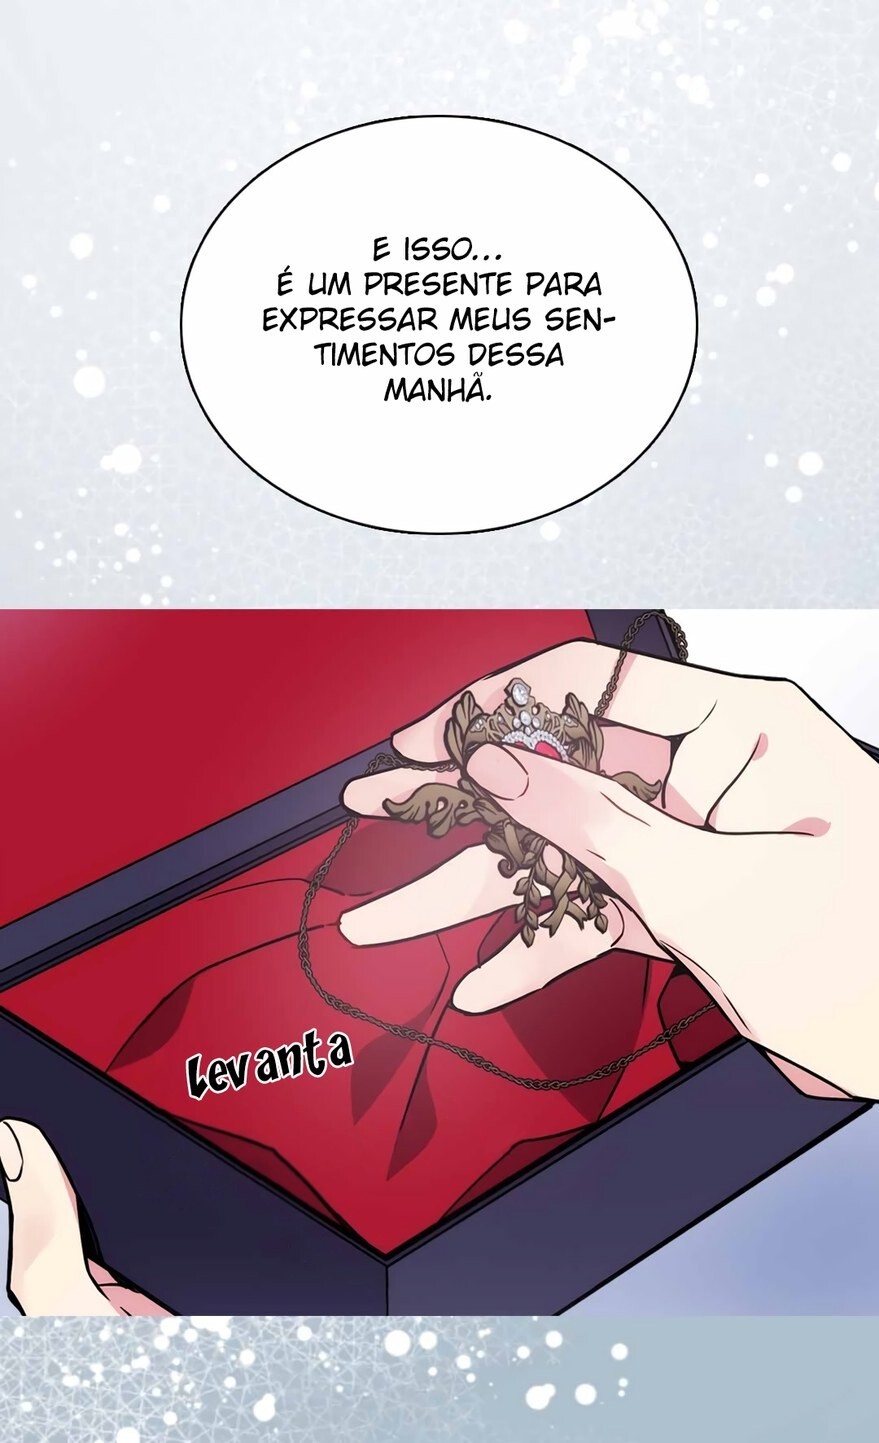 E ISSO...
É UM PRESENTE PARA
EXPRESSAR MEUS SEN-
TIMENTOS DESSA
MANHÃ.
Levanta